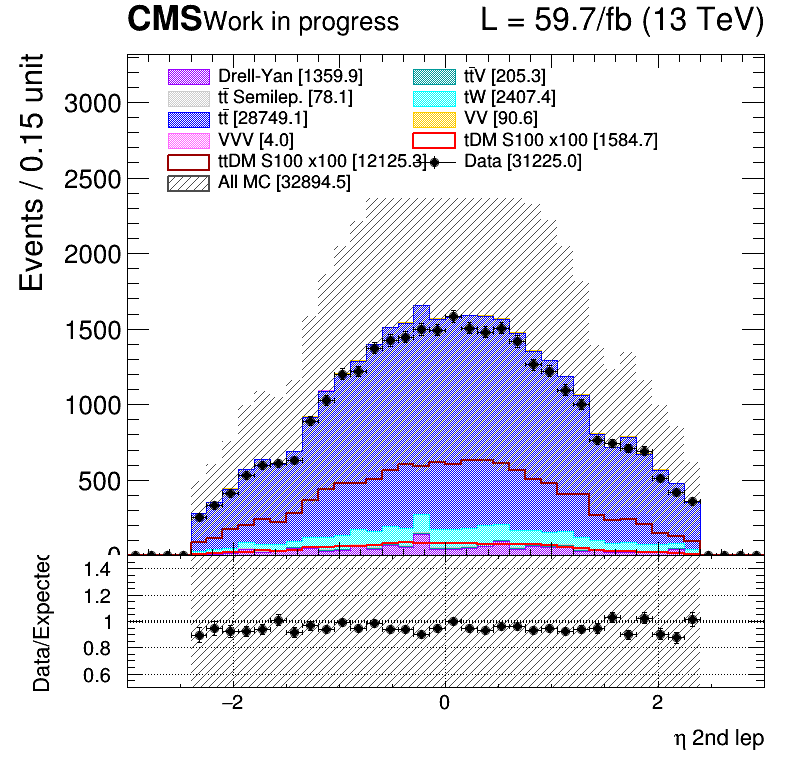 CMS Work in progress L = 59.7/fb (13 TeV)
Drell-Yan [1359.9] tt̄V [205.3]
tt̄ Semilep. [78.1] tW [2407.4]
tt̄ [28749.1] VV [90.6]
VVV [4.0] tDM S100 x100 [1584.7]
ttDM S100 x100 [12125.3] Data [31225.0]
All MC [32894.5]
Events / 0.15 unit
3000
2500
2000
1500
1000
500
0
Data/Expected
1.4
1.2
1
0.8
0.6
−2 0 2
η 2nd lep